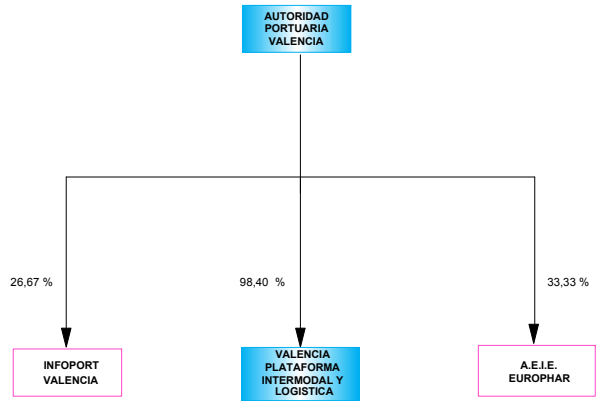 AUTORIDAD
PORTUARIA
VALENCIA
26,67 %
98,40 %
33,33 %
INFOPORT
VALENCIA
VALENCIA
PLATAFORMA
INTERMODAL Y
LOGISTICA
A.E.I.E.
EUROPHAR